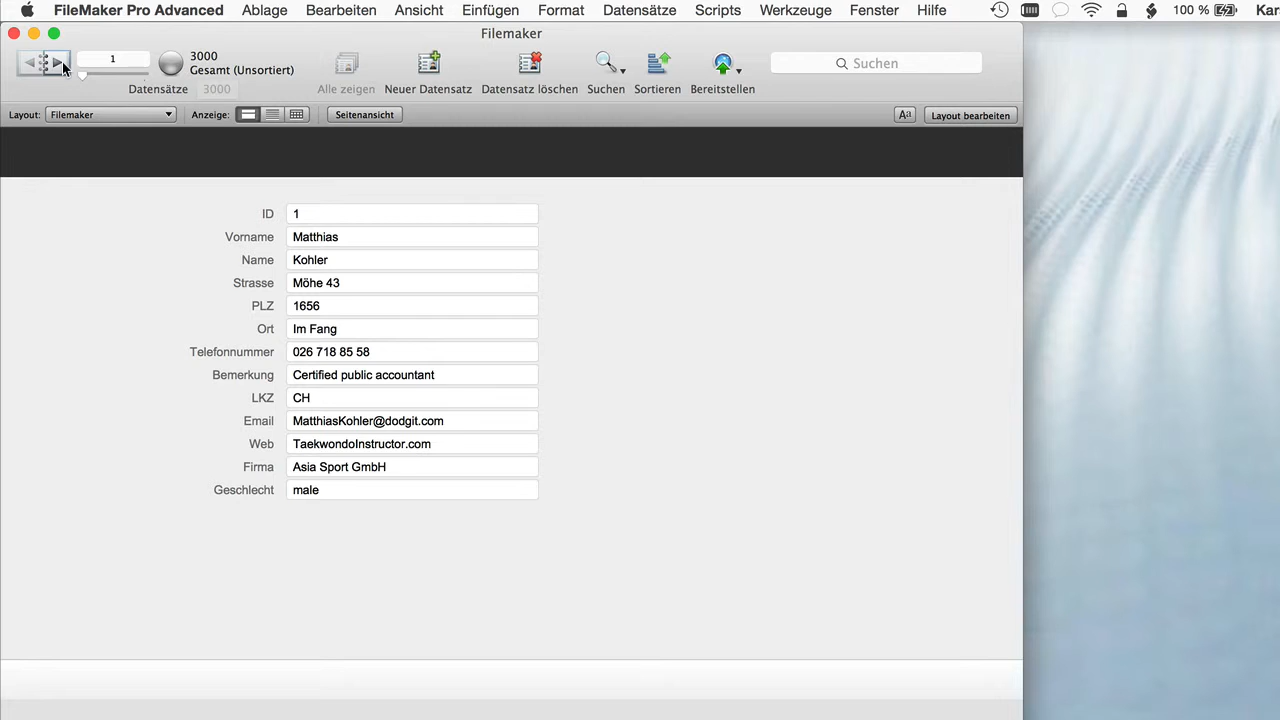 FileMaker Pro Advanced Ablage Bearbeiten Ansicht Einfügen Format Datensätze Scripts Werkzeuge Fenster Hilfe 100 %
Filemaker
1
3000
Gesamt (Unsortiert)
Suchen
Datensätze 3000 Alle zeigen Neuer Datensatz Datensatz löschen Suchen Sortieren Bereitstellen
Layout: Filemaker Anzeige: Seitenansicht Aa Layout bearbeiten
ID 1
Vorname Matthias
Name Kohler
Strasse Möhe 43
PLZ 1656
Ort Im Fang
Telefonnummer 026 718 85 58
Bemerkung Certified public accountant
LKZ CH
Email MatthiasKohler@dodgit.com
Web TaekwondoInstructor.com
Firma Asia Sport GmbH
Geschlecht male